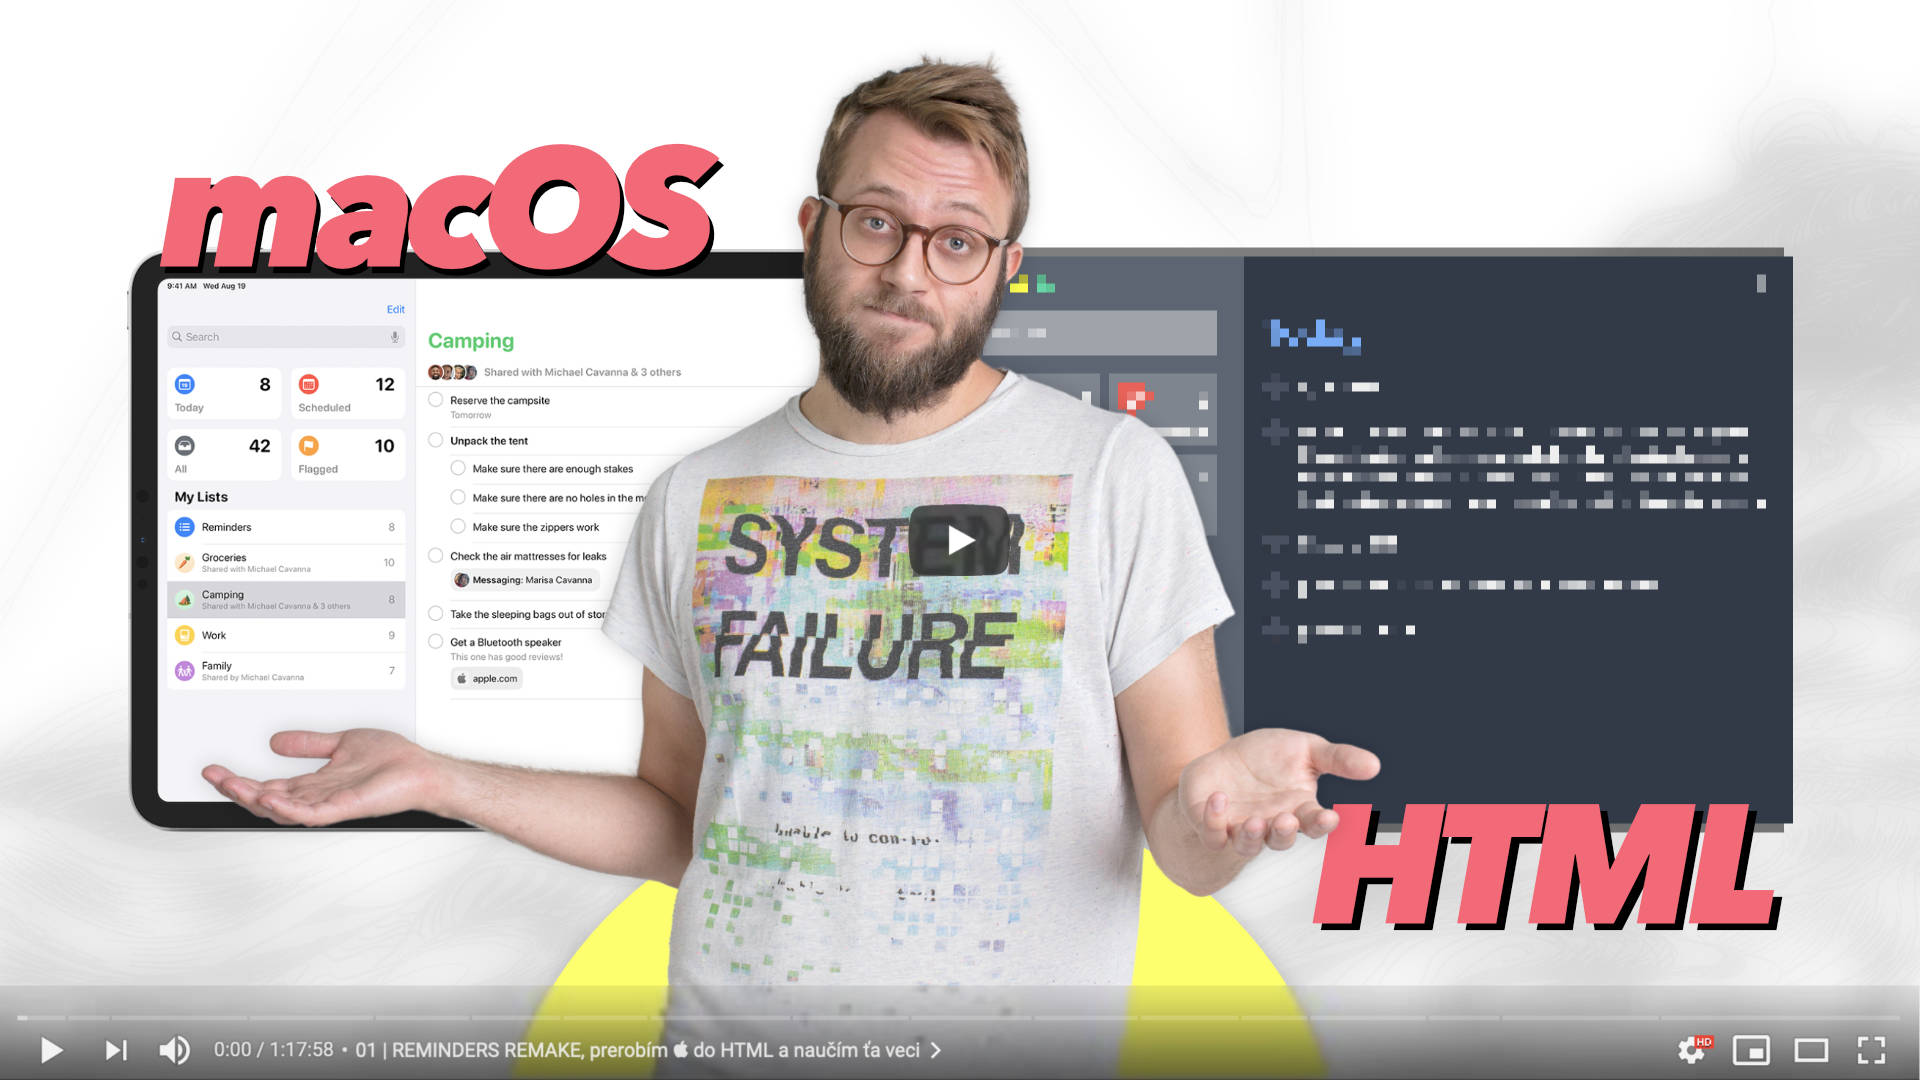 macOS
9:41 AM Wed Aug 19
Edit
Search
8
Today
12
Scheduled
42
All
10
Flagged
My Lists
Reminders 8
Groceries 10
Shared with Michael Cavanna
Camping 8
Shared with Michael Cavanna & 3 others
Work 9
Family 7
Shared by Michael Cavanna
Camping
Shared with Michael Cavanna & 3 others
Reserve the campsite
Tomorrow
Unpack the tent
Make sure there are enough stakes
Make sure there are no holes in the
Make sure the zippers work
Check the air mattresses for leaks
Messaging: Marisa Cavanna
Take the sleeping bags out of
Get a Bluetooth speaker
This one has good reviews!
apple.com
SYSTEM
FAILURE
HTML
0:00 / 1:17:58 • 01 | REMINDERS REMAKE, prerobím do HTML a naučím ťa veci
HD